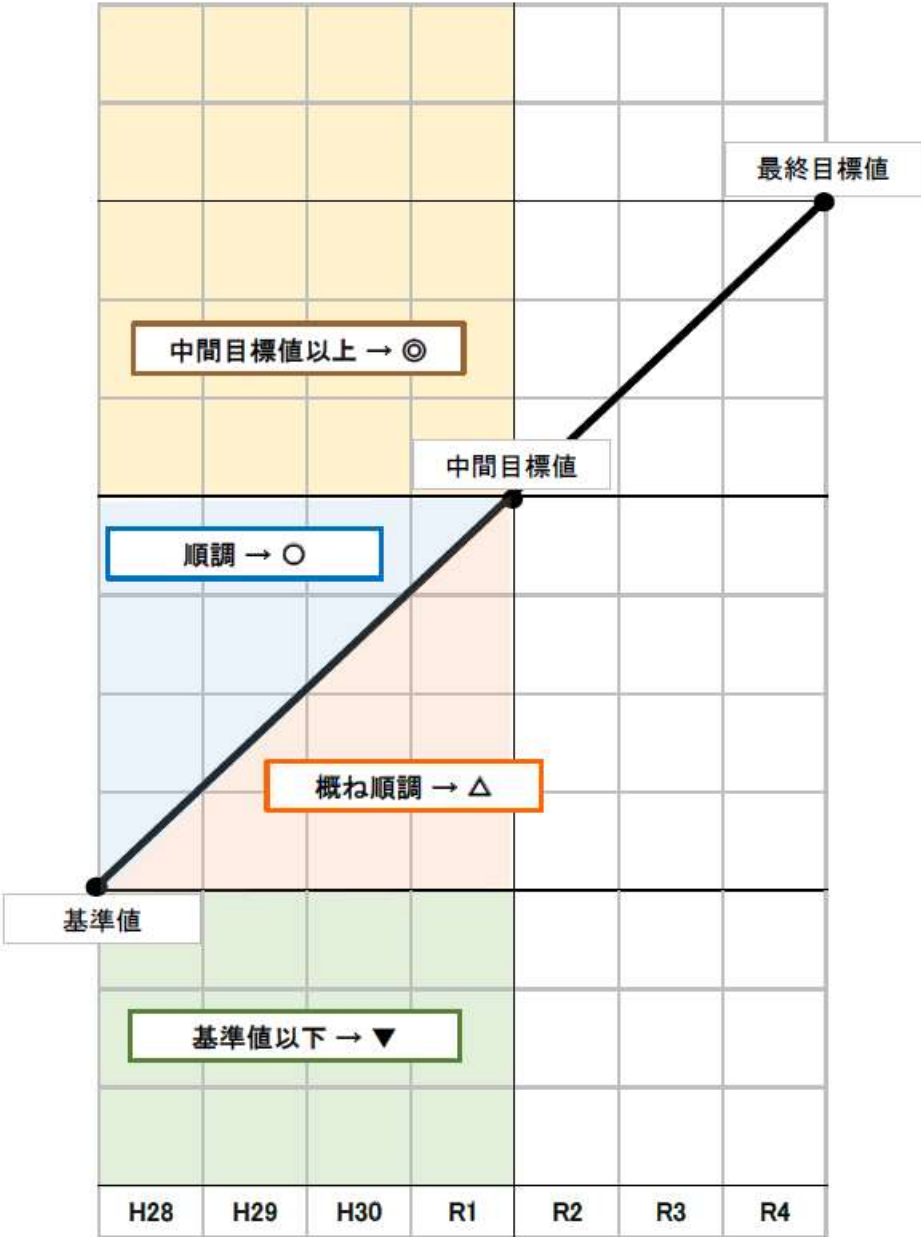 最終目標値
中間目標値以上 → ◎
中間目標値
順調 → ○
概ね順調 → △
基準値
基準値以下 → ▼
H28 H29 H30 R1 R2 R3 R4